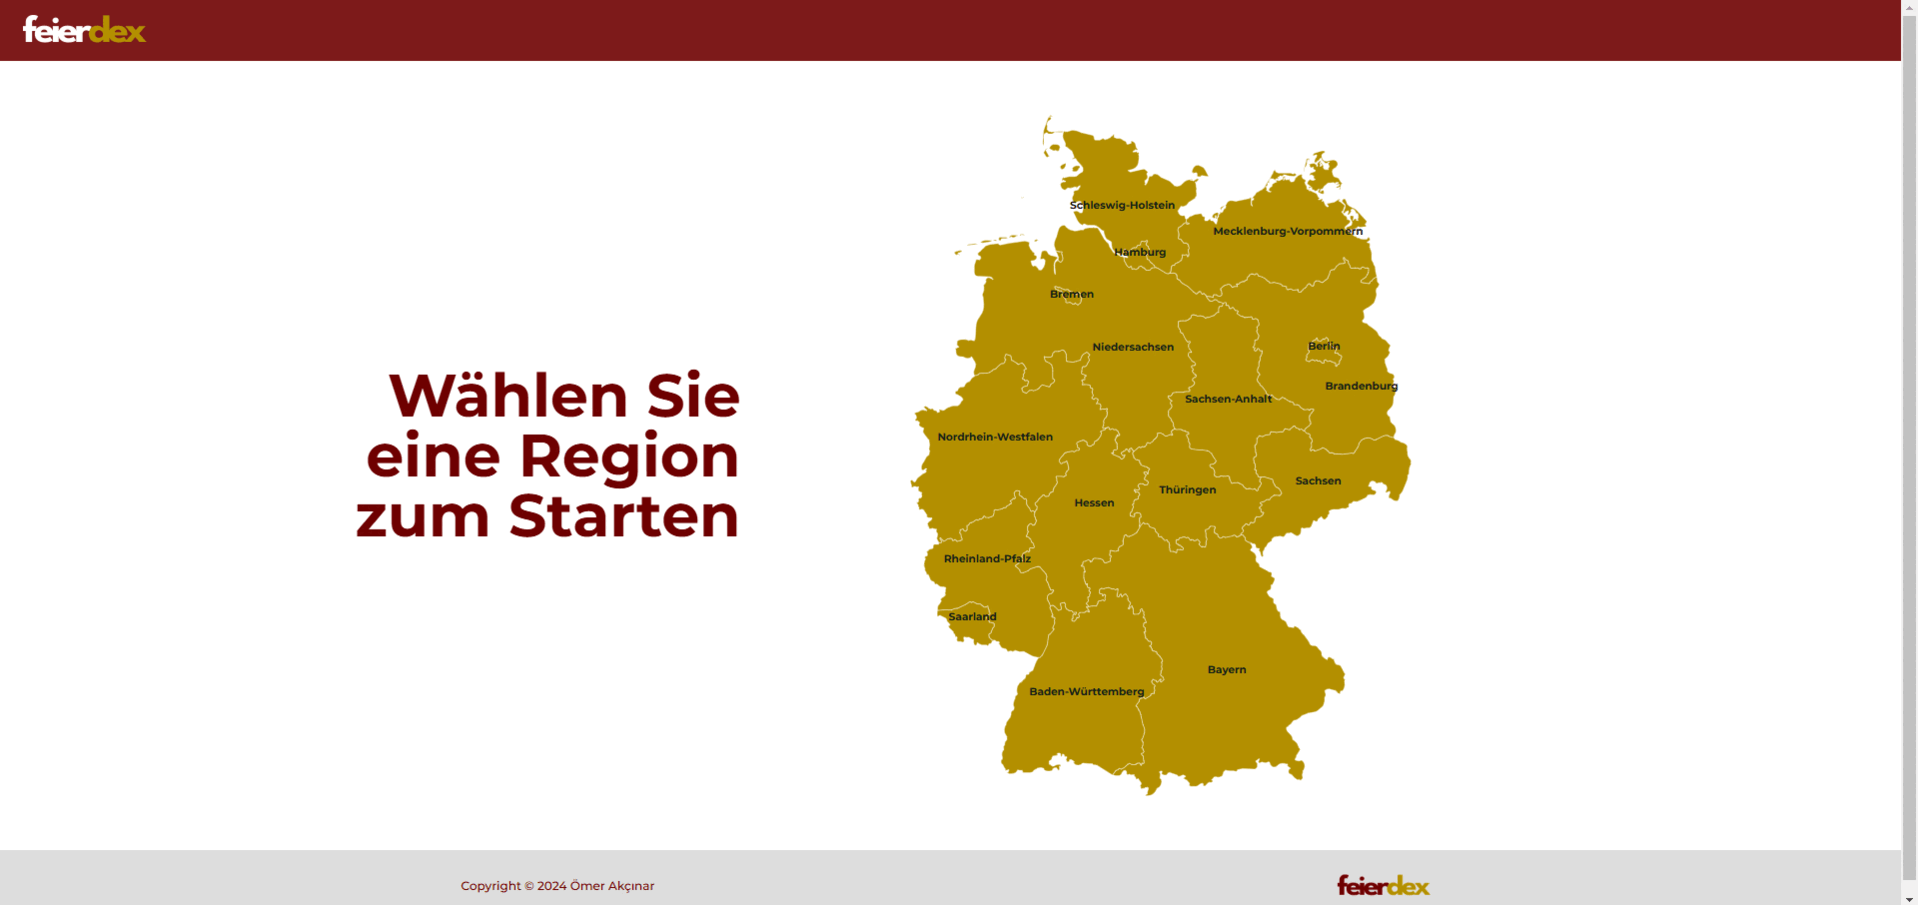 feierdex
Wählen Sie
eine Region
zum Starten
Schleswig-Holstein
Mecklenburg-Vorpommern
Hamburg
Bremen
Niedersachsen
Berlin
Brandenburg
Sachsen-Anhalt
Nordrhein-Westfalen
Sachsen
Thüringen
Hessen
Rheinland-Pfalz
Saarland
Bayern
Baden-Württemberg
Copyright © 2024 Ömer Akçınar
feierdex